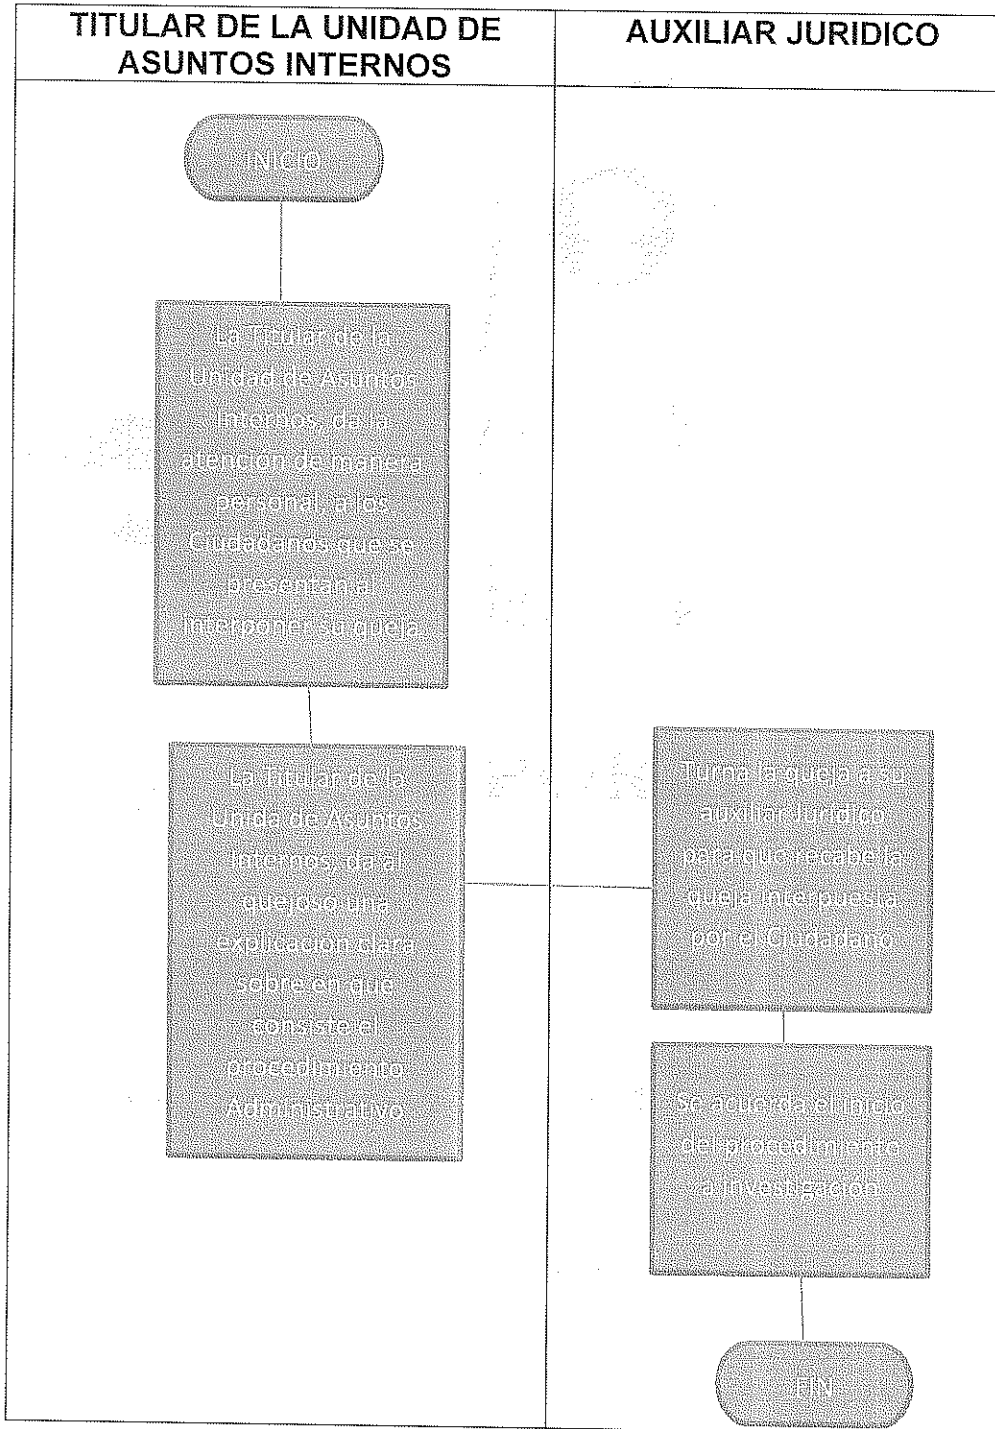 TITULAR DE LA UNIDAD DE
ASUNTOS INTERNOS
AUXILIAR JURIDICO
INICIO
La Titular de la
Unidad de Asuntos
Internos, da la
atención de manera
personal, a los
Ciudadanos que se
presentan al
interponer su queja
La Titular de la
Unida de Asuntos
Internos, da al
quejoso una
explicación clara
sobre en que
consiste el
procedimiento
Administrativo
Turna la queja a su
auxiliar Jurídico
para que recabe la
queja interpuesta
por el Ciudadano
Se acuerda el inicio
del procedimiento
a investigación
FIN